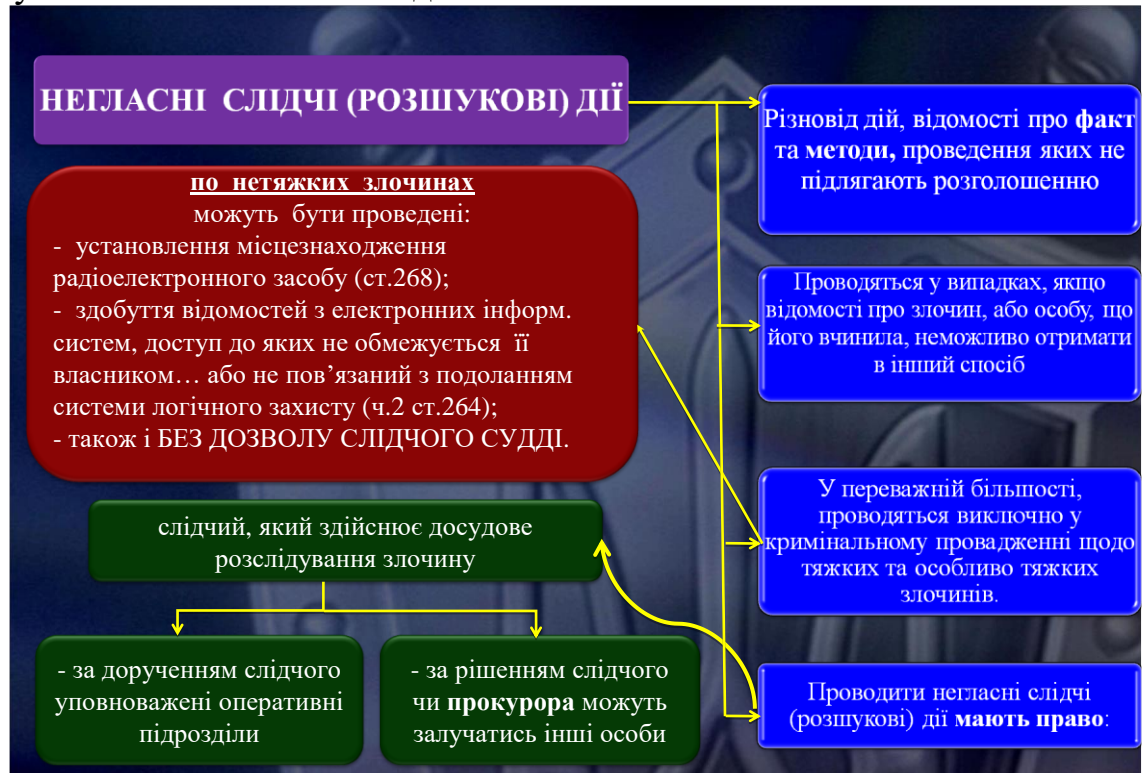 НЕГЛАСНІ СЛІДЧІ (РОЗШУКОВІ) ДІЇ
по нетяжких злочинах
можуть бути проведені:
- установлення місцезнаходження
радіоелектронного засобу (ст.268);
- здобуття відомостей з електронних інформ.
систем, доступ до яких не обмежується її
власником… або не пов’язаний з подоланням
системи логічного захисту (ч.2 ст.264);
- також і БЕЗ ДОЗВОЛУ СЛІДЧОГО СУДДІ.
слідчий, який здійснює досудове
розслідування злочину
- за дорученням слідчого
уповноважені оперативні
підрозділи
- за рішенням слідчого
чи прокурора можуть
залучатись інші особи
Різновід дій, відомості про факт
та методи, проведення яких не
підлягають розголошенню
Проводяться у випадках, якщо
відомості про злочин, або особу, що
його вчинила, неможливо отримати
в інший спосіб
У переважній більшості,
проводяться виключно у
кримінальному провадженні щодо
тяжких та особливо тяжких
злочинів.
Проводити негласні слідчі
(розшукові) дії мають право: